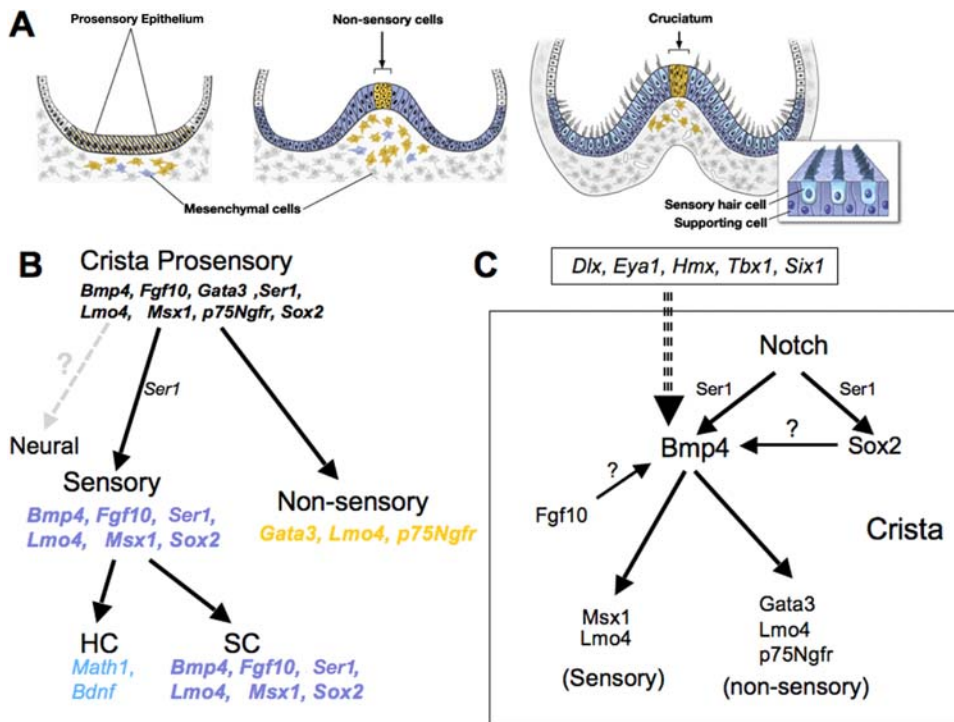 A
Prosensory Epithelium
Non-sensory cells
Cruciatum
Mesenchymal cells
Sensory hair cell
Supporting cell
B
Crista Prosensory
Bmp4, Fgf10, Gata3 ,Ser1,
Lmo4, Msx1, p75Ngfr, Sox2
?
Ser1
Neural
Sensory
Bmp4, Fgf10, Ser1,
Lmo4, Msx1, Sox2
Non-sensory
Gata3, Lmo4, p75Ngfr
HC
Math1,
Bdnf
SC
Bmp4, Fgf10, Ser1,
Lmo4, Msx1, Sox2
C
Dlx, Eya1, Hmx, Tbx1, Six1
Notch
Ser1
Ser1
Bmp4
?
Sox2
?
Fgf10
Crista
Msx1
Lmo4
(Sensory)
Gata3
Lmo4
p75Ngfr
(non-sensory)